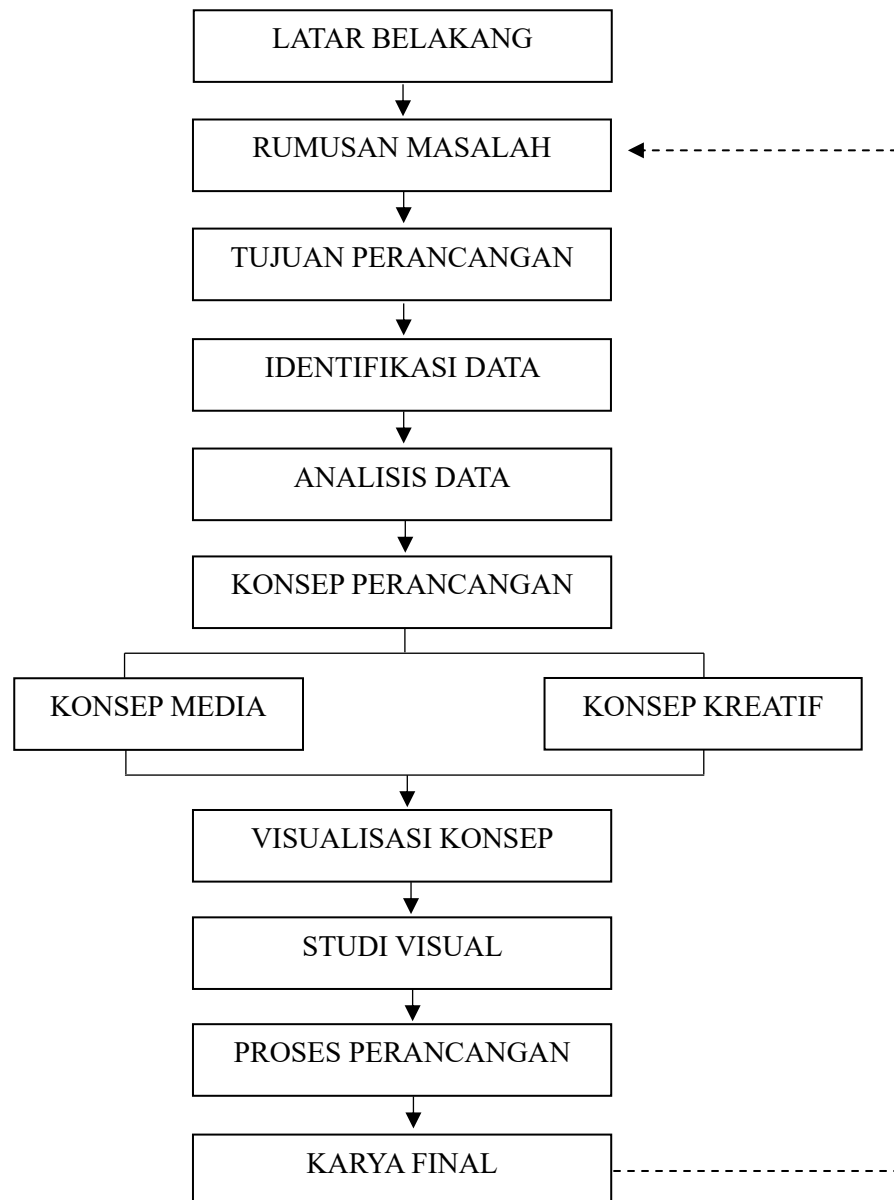 LATAR BELAKANG
RUMUSAN MASALAH
TUJUAN PERANCANGAN
IDENTIFIKASI DATA
ANALISIS DATA
KONSEP PERANCANGAN
KONSEP MEDIA
KONSEP KREATIF
VISUALISASI KONSEP
STUDI VISUAL
PROSES PERANCANGAN
KARYA FINAL